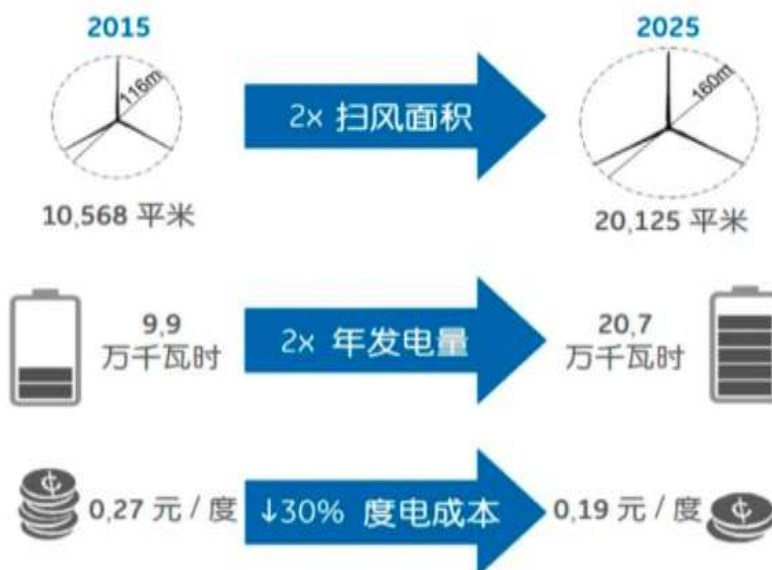 2015
2025
116m
2x 扫风面积
160m
10,568 平米
20,125 平米
9,9
万千瓦时
2x 年发电量
20,7
万千瓦时
0,27 元 / 度
↓30% 度电成本
0,19 元 / 度